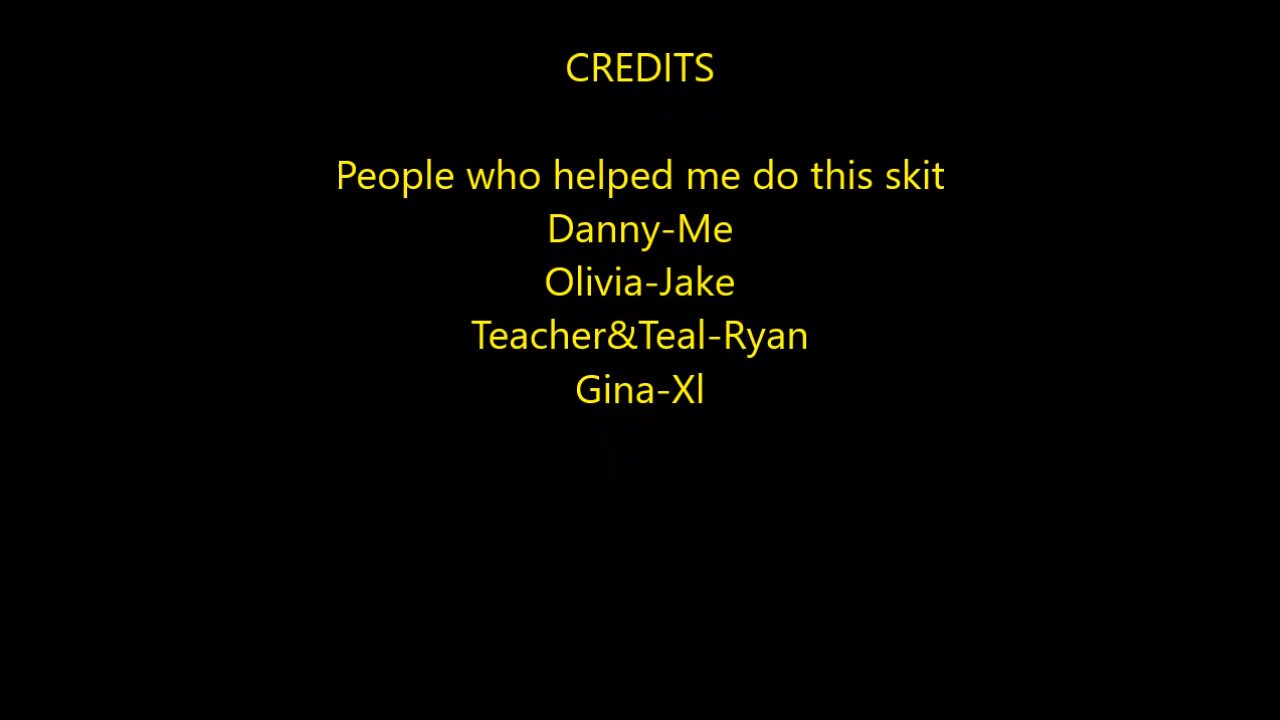 CREDITS
People who helped me do this skit
Danny-Me
Olivia-Jake
Teacher&Teal-Ryan
Gina-Xl